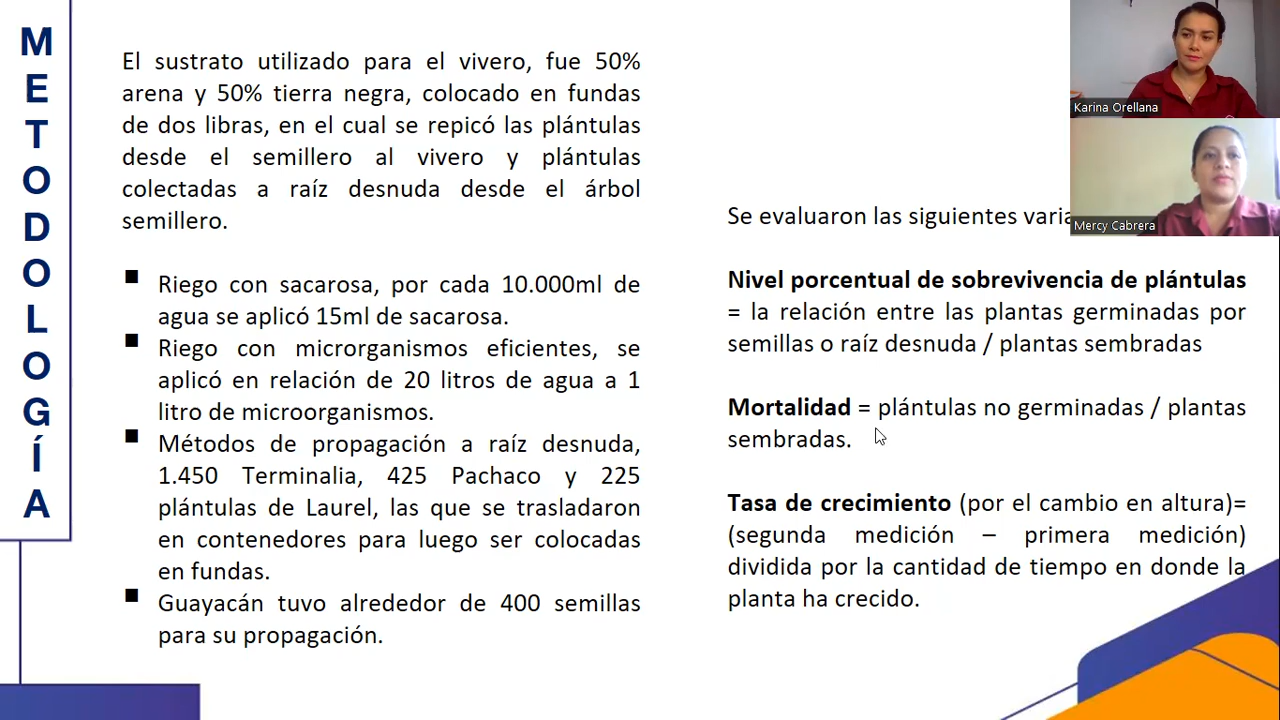 METODOLOGÍA
El sustrato utilizado para el vivero, fue 50%
arena y 50% tierra negra, colocado en fundas
de dos libras, en el cual se repicó las plántulas
desde el semillero al vivero y plántulas
colectadas a raíz desnuda desde el árbol
semillero.
▪ Riego con sacarosa, por cada 10.000ml de
agua se aplicó 15ml de sacarosa.
▪ Riego con microrganismos eficientes, se
aplicó en relación de 20 litros de agua a 1
litro de microorganismos.
▪ Métodos de propagación a raíz desnuda,
1.450 Terminalia, 425 Pachaco y 225
plántulas de Laurel, las que se trasladaron
en contenedores para luego ser colocadas
en fundas.
▪ Guayacán tuvo alrededor de 400 semillas
para su propagación.
Karina Orellana
Mercy Cabrera
Se evaluaron las siguientes
Nivel porcentual de sobrevivencia de plántulas
= la relación entre las plantas germinadas por
semillas o raíz desnuda / plantas sembradas
Mortalidad = plántulas no germinadas / plantas
sembradas.
Tasa de crecimiento (por el cambio en altura)=
(segunda medición – primera medición)
dividida por la cantidad de tiempo en donde la
planta ha crecido.